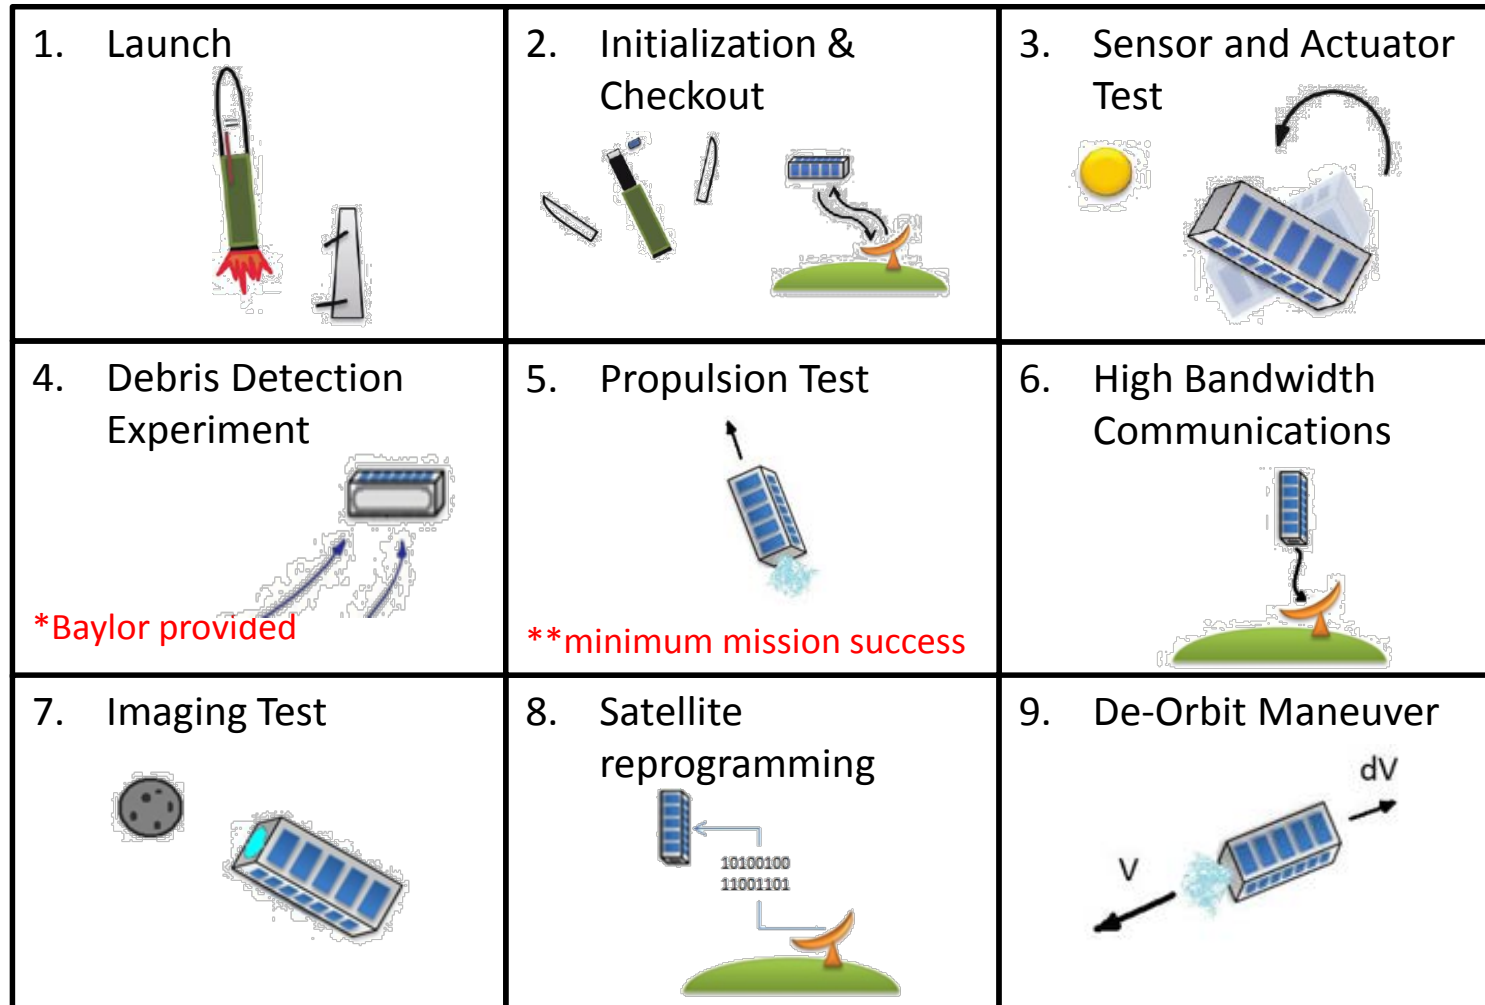 1. Launch
2. Initialization &
Checkout
3. Sensor and Actuator
Test
4. Debris Detection
Experiment
*Baylor provided
5. Propulsion Test
**minimum mission success
6. High Bandwidth
Communications
7. Imaging Test
8. Satellite
reprogramming
10100100
11001101
9. De-Orbit Maneuver
dV
V